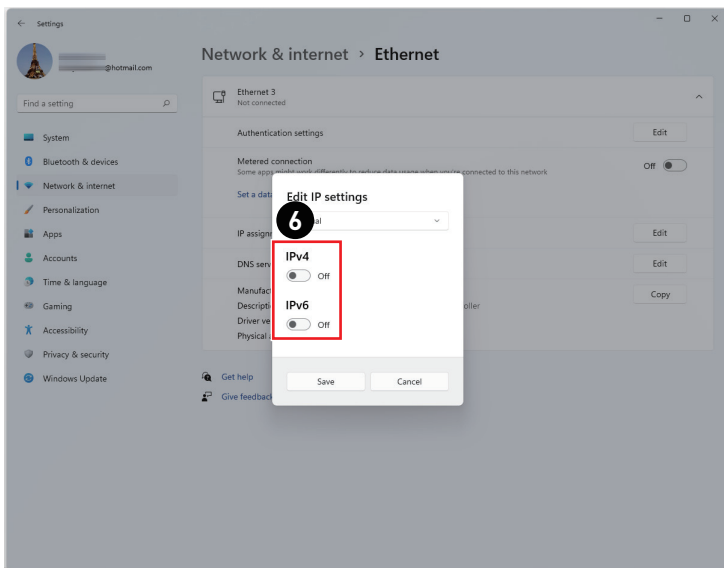 Settings
@hotmail.com
Find a setting
System
Bluetooth & devices
Network & internet
Personalization
Apps
Accounts
Time & language
Gaming
Accessibility
Privacy & security
Windows Update
Network & internet > Ethernet
Ethernet 3
Not connected
Authentication settings
Edit
Metered connection
Some apps might work differently to reduce data usage when you're connected to this network
Off
Set a data
IP assignm
Edit
DNS serv
Edit
Manufac
Copy
Descripti
oller
Driver ve
Physical
Get help
Give feedback
Edit IP settings
6
al
IPv4
Off
IPv6
Off
Save
Cancel